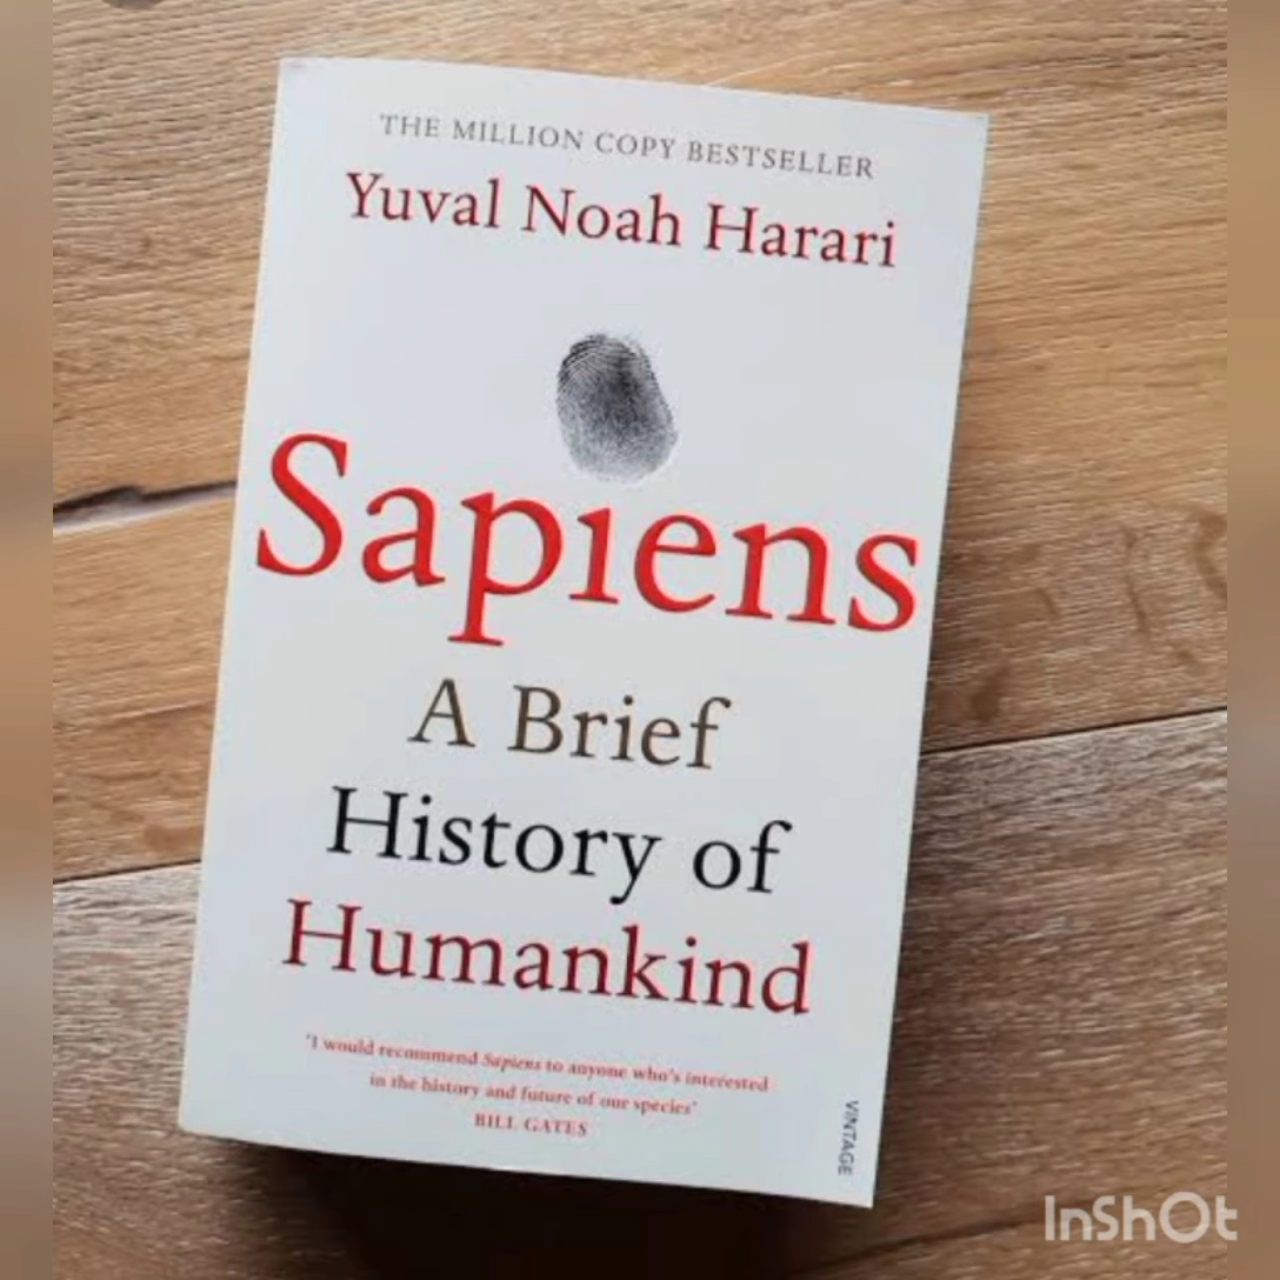 THE MILLION COPY BESTSELLER
Yuval Noah Harari
Sapiens
A Brief
History of
Humankind
'I would recommend Sapiens to anyone who's interested
in the history and future of our species'
BILL GATES
VINTAGE
InShOt